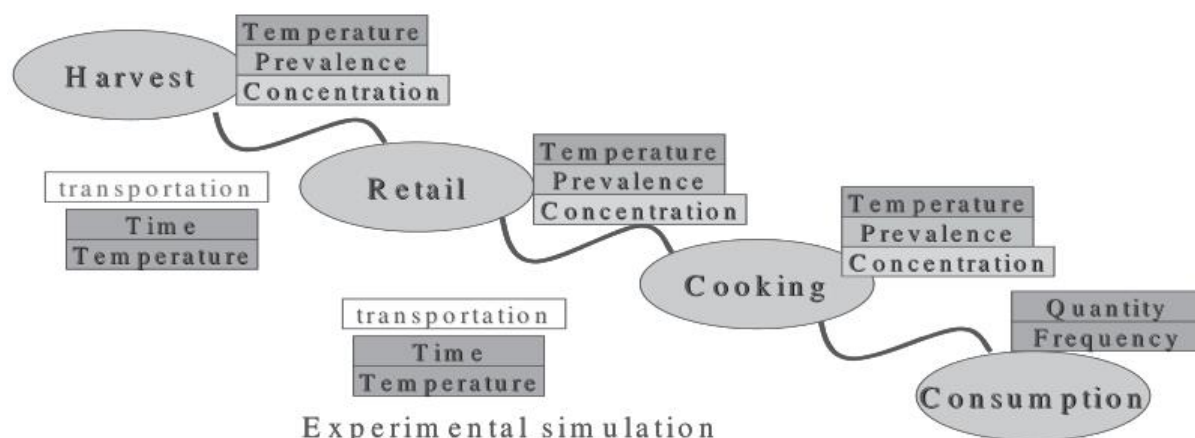 Temperature
Prevalence
Concentration
Harvest
transportation
Time
Temperature
Retail
Temperature
Prevalence
Concentration
transportation
Time
Temperature
Cooking
Temperature
Prevalence
Concentration
Quantity
Frequency
Consumption
Experimental simulation